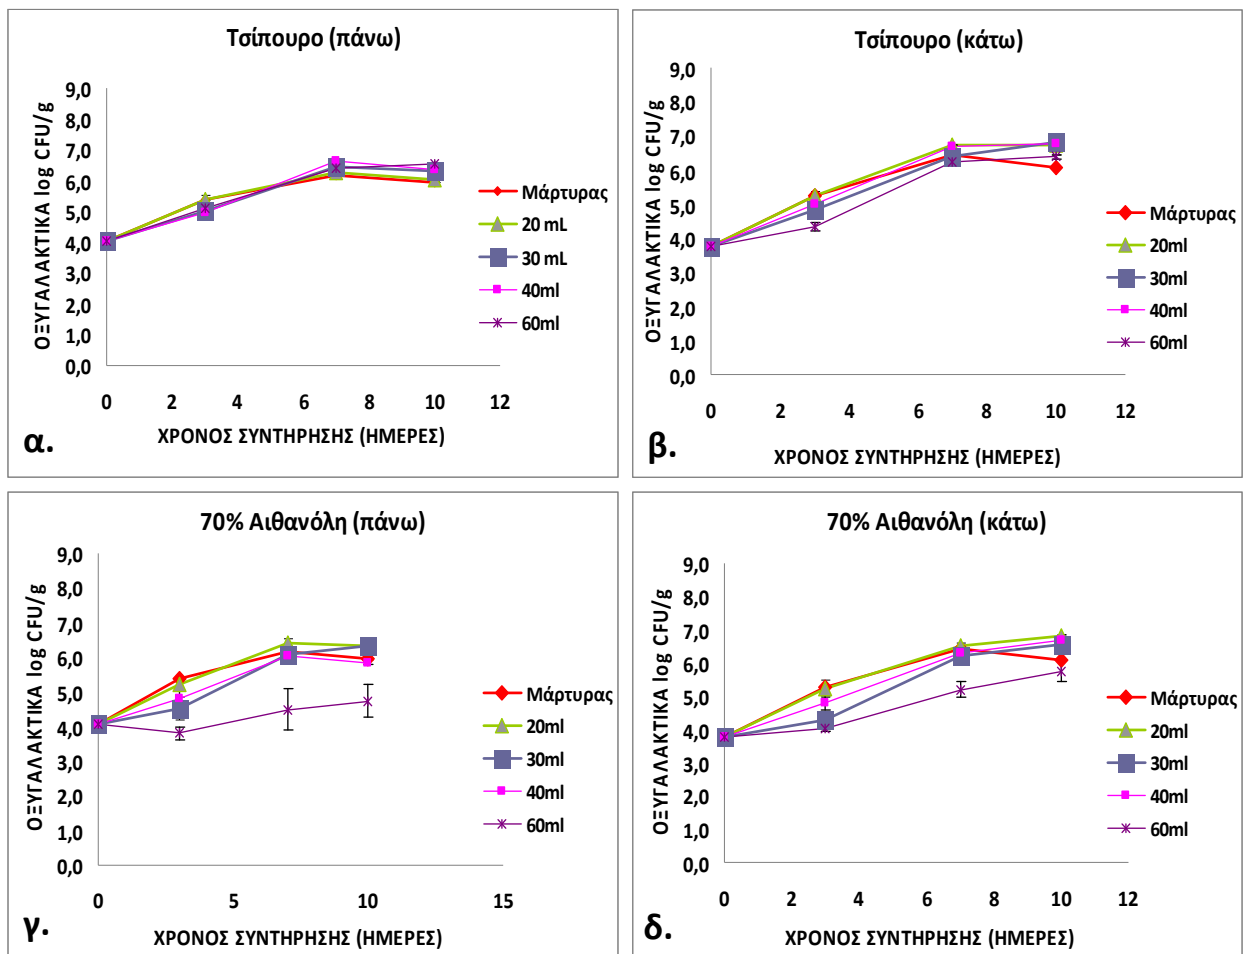 Τσίπουρο (πάνω)
ΟΞΥΓΑΛΑΚΤΙΚΑ log CFU/g
9,0
8,0
7,0
6,0
5,0
4,0
3,0
2,0
1,0
0,0
0 2 4 6 8 10 12
ΧΡΟΝΟΣ ΣΥΝΤΗΡΗΣΗΣ (ΗΜΕΡΕΣ)
Μάρτυρας
20 mL
30 mL
40ml
60ml
α.
Τσίπουρο (κάτω)
ΟΞΥΓΑΛΑΚΤΙΚΑ log CFU/g
9,0
8,0
7,0
6,0
5,0
4,0
3,0
2,0
1,0
0,0
0 2 4 6 8 10 12
ΧΡΟΝΟΣ ΣΥΝΤΗΡΗΣΗΣ (ΗΜΕΡΕΣ)
Μάρτυρας
20ml
30ml
40ml
60ml
β.
70% Αιθανόλη (πάνω)
ΟΞΥΓΑΛΑΚΤΙΚΑ log CFU/g
9,0
8,0
7,0
6,0
5,0
4,0
3,0
2,0
1,0
0,0
0 5 10 15
ΧΡΟΝΟΣ ΣΥΝΤΗΡΗΣΗΣ (ΗΜΕΡΕΣ)
Μάρτυρας
20ml
30ml
40ml
60ml
γ.
70% Αιθανόλη (κάτω)
ΟΞΥΓΑΛΑΚΤΙΚΑ log CFU/g
9,0
8,0
7,0
6,0
5,0
4,0
3,0
2,0
1,0
0,0
0 2 4 6 8 10 12
ΧΡΟΝΟΣ ΣΥΝΤΗΡΗΣΗΣ (ΗΜΕΡΕΣ)
Μάρτυρας
20ml
30ml
40ml
60ml
δ.